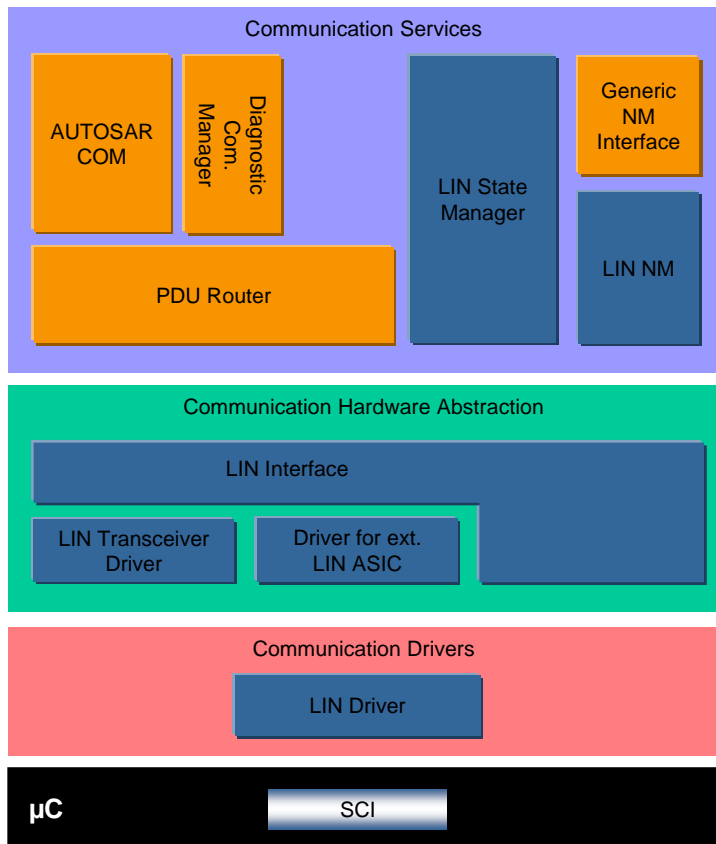 Communication Services
AUTOSAR
COM
Diagnostic
Com.
Manager
LIN State
Manager
Generic
NM
Interface
LIN NM
PDU Router
Communication Hardware Abstraction
LIN Interface
LIN Transceiver
Driver
Driver for ext.
LIN ASIC
Communication Drivers
LIN Driver
µC
SCI